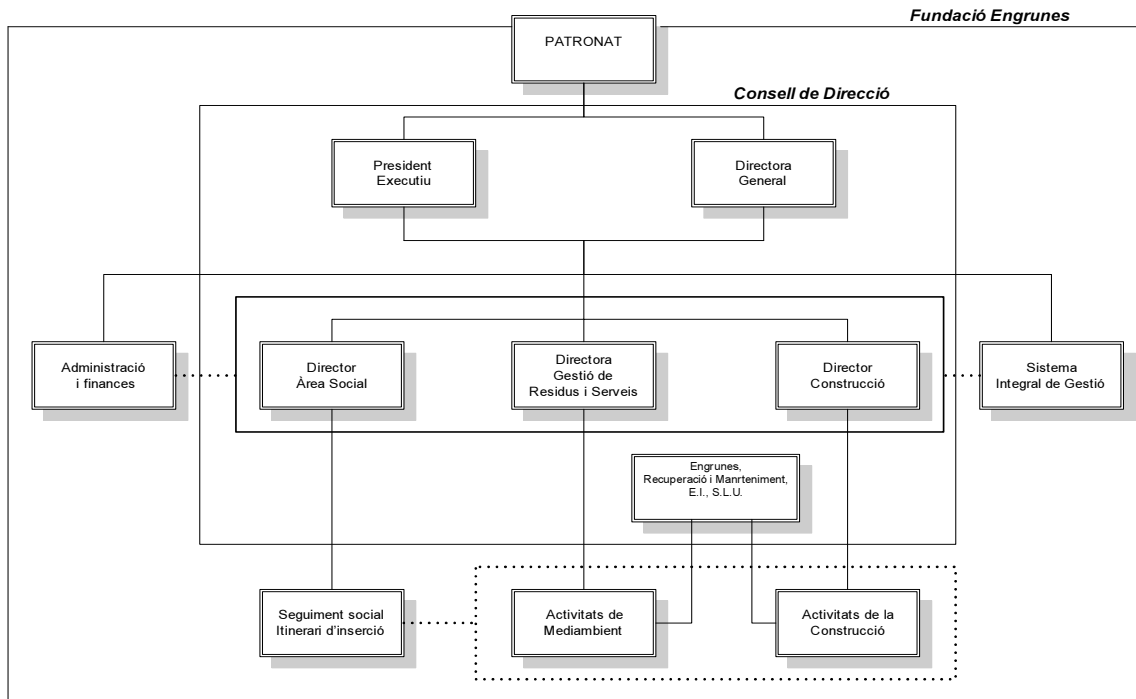 Fundació Engrunes
PATRONAT
Consell de Direcció
President
Executiu
Directora
General
Administració
i finances
Director
Àrea Social
Directora
Gestió de
Residus i Serveis
Director
Construcció
Sistema
Integral de Gestió
Engrunes,
Recuperació i Manrteniment,
E.I., S.L.U.
Seguiment social
Itinerari d’inserció
Activitats de
Mediambient
Activitats de la
Construcció